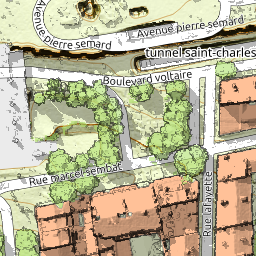 Avenue pierre semard
Avenue pierre semard
tunnel saint-charles
Boulevard voltaire
Rue marcel sembat
Rue lafayette